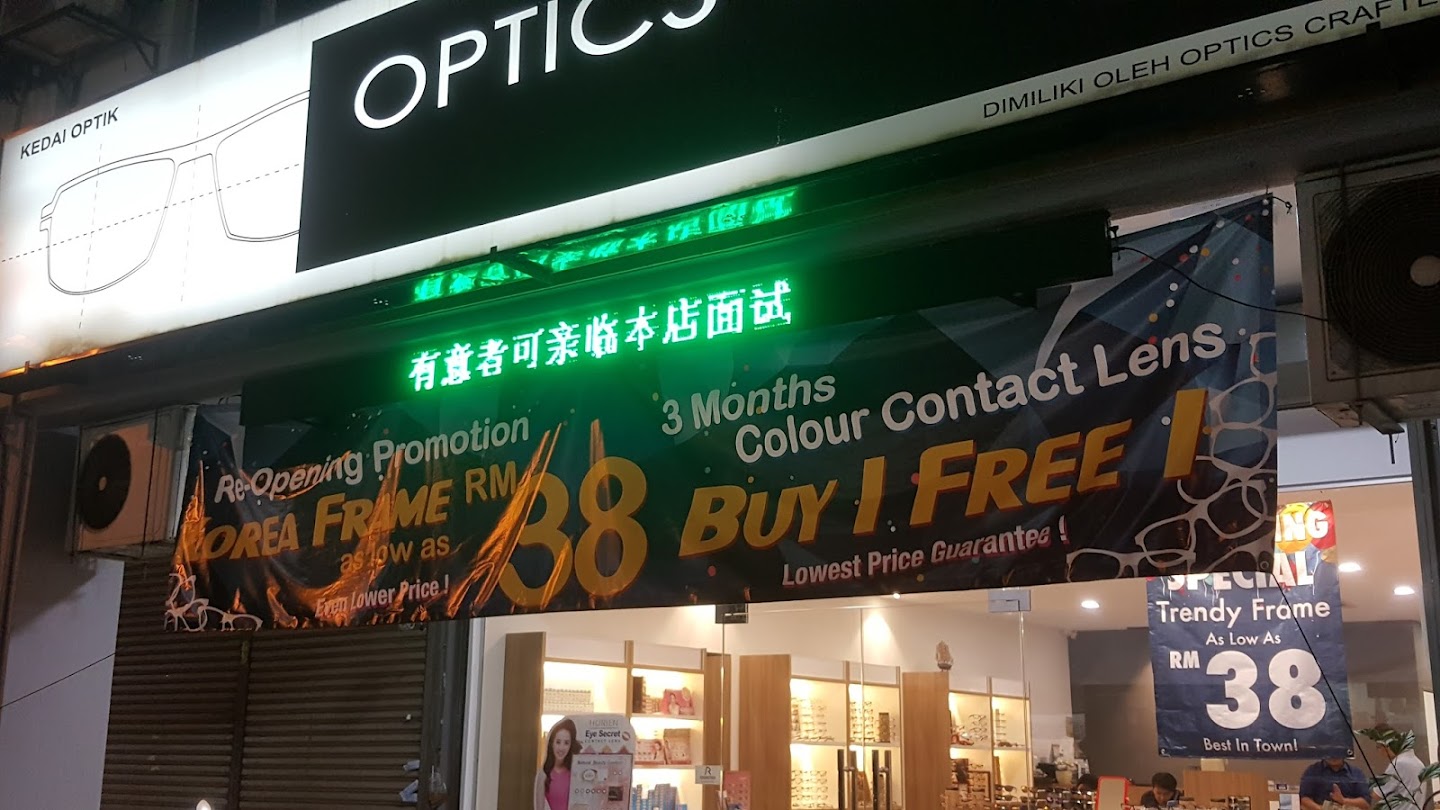 KEDAI OPTIK
OPTICS
DIMILIKI OLEH OPTICS CRAFTE
有意者可亲临本店面试
Re-Opening Promotion
KOREA FRAME
as low as
RM 38
Even Lower Price !
3 Months
Colour Contact Lens
BUY 1 FREE 1
Lowest Price Guarantee !
SPECIAL
Trendy Frame
As Low As
RM 38
Best In Town!
Eye Secret